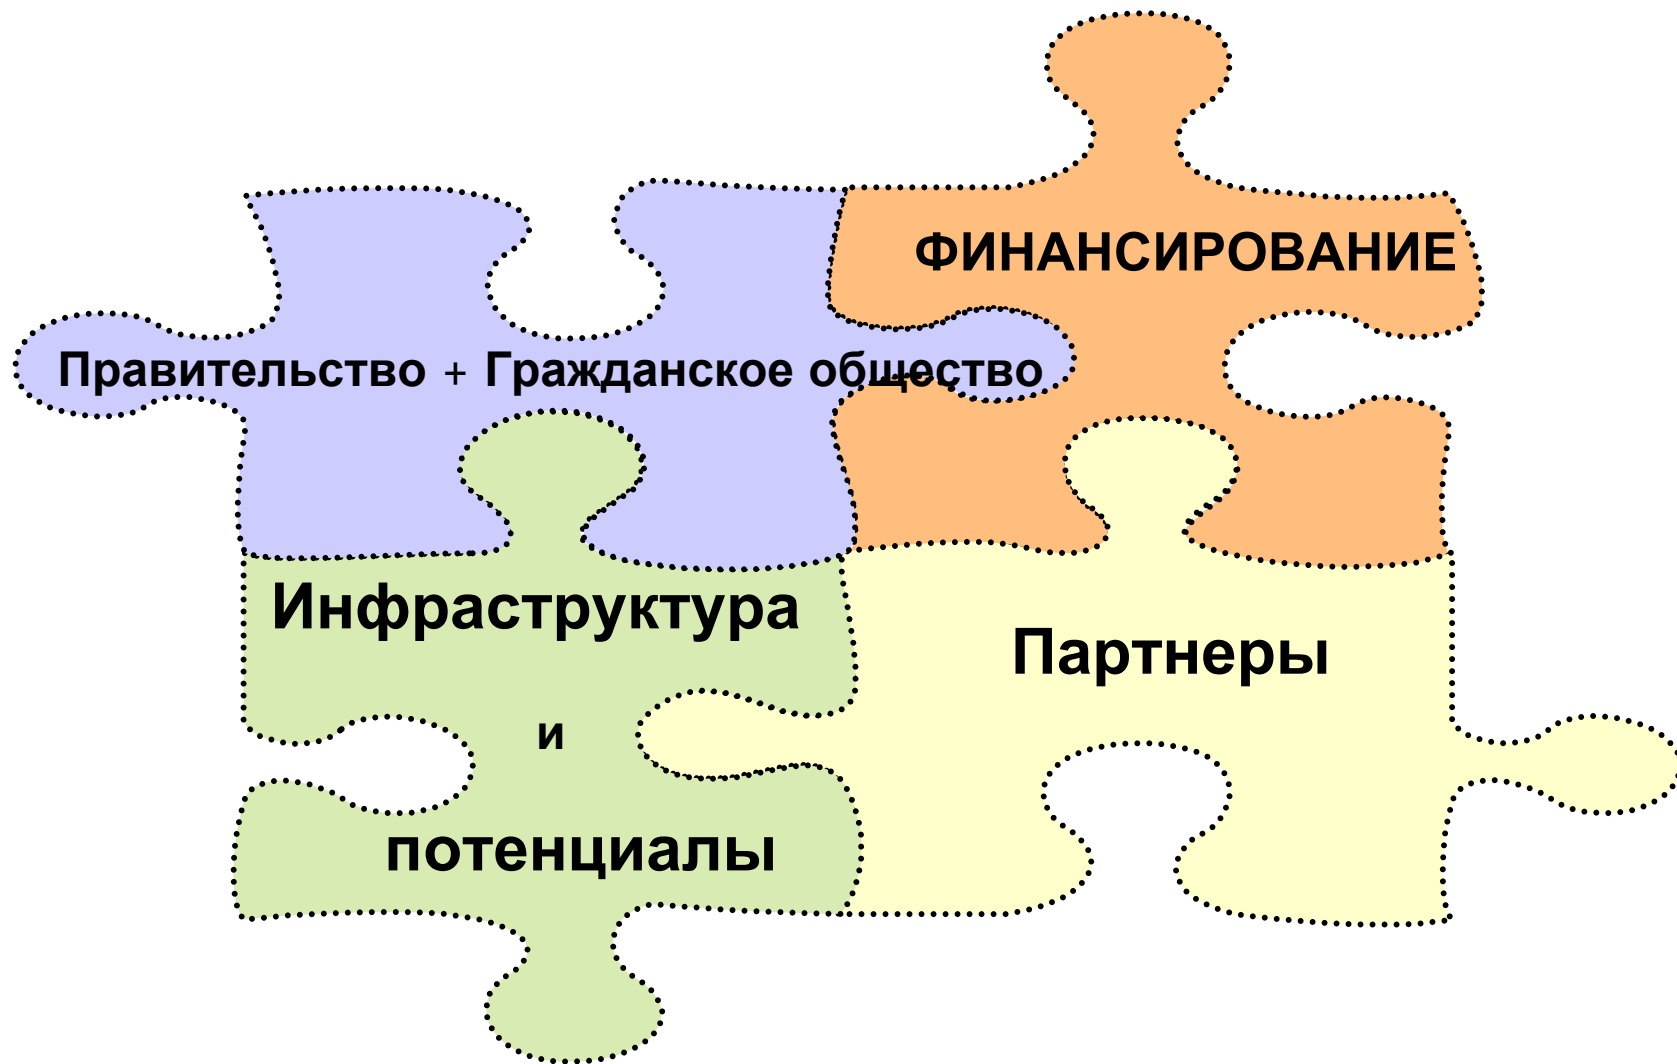 ФИНАНСИРОВАНИЕ
Правительство + Гражданское общество
Инфраструктура
и
потенциалы
Партнеры